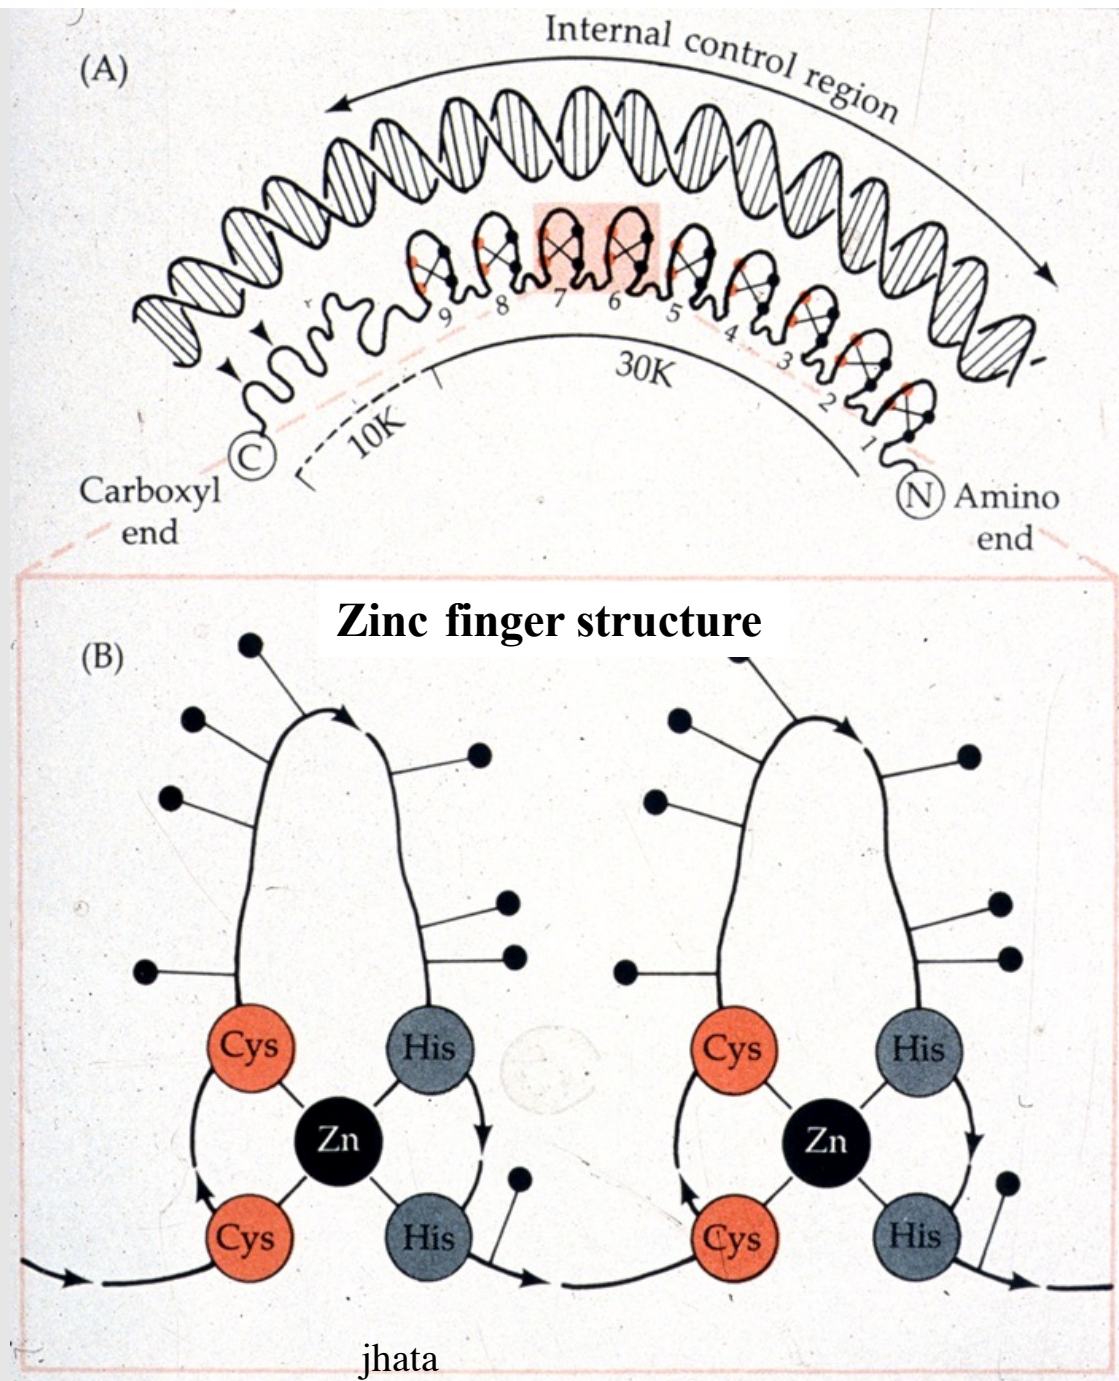 Internal control region
(A)
9
8
7
6
5
4
3
2
1
30K
10K
C
Carboxyl
end
N
Amino
end
Zinc finger structure
(B)
Cys
His
Cys
His
Zn
Zn
Cys
His
Cys
His
jhata